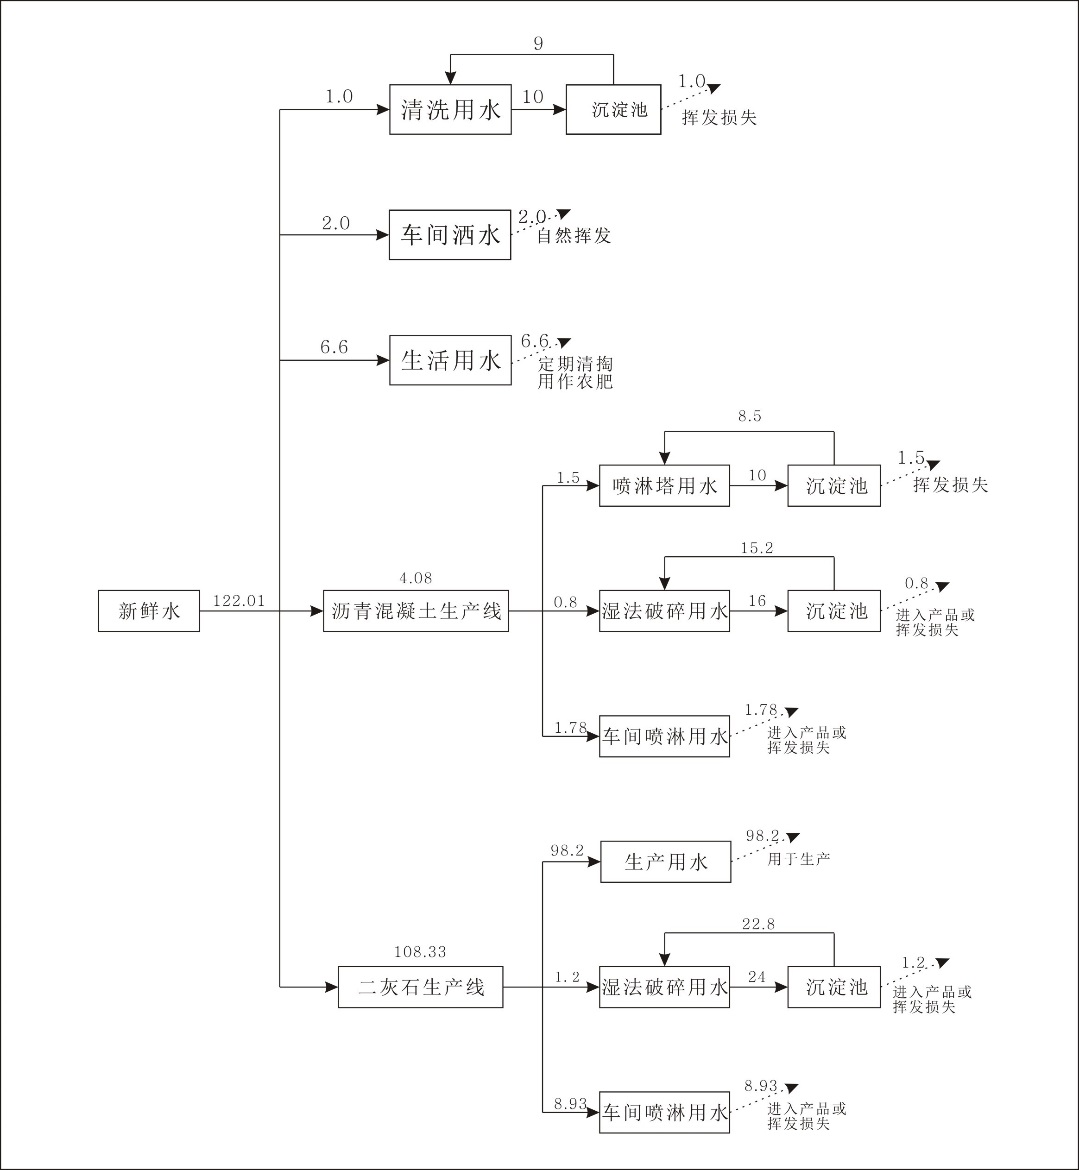 9
1.0
清洗用水
10
沉淀池
1.0
挥发损失
2.0
车间洒水
2.0
自然挥发
6.6
生活用水
6.6
定期清掏
用作农肥
8.5
1.5
喷淋塔用水
10
沉淀池
1.5
挥发损失
15.2
新鲜水
122.01
4.08
沥青混凝土生产线
0.8
湿法破碎用水
16
沉淀池
0.8
进入产品或
挥发损失
1.78
车间喷淋用水
1.78
进入产品或
挥发损失
98.2
生产用水
98.2
用于生产
22.8
108.33
二灰石生产线
1.2
湿法破碎用水
24
沉淀池
1.2
进入产品或
挥发损失
8.93
车间喷淋用水
8.93
进入产品或
挥发损失